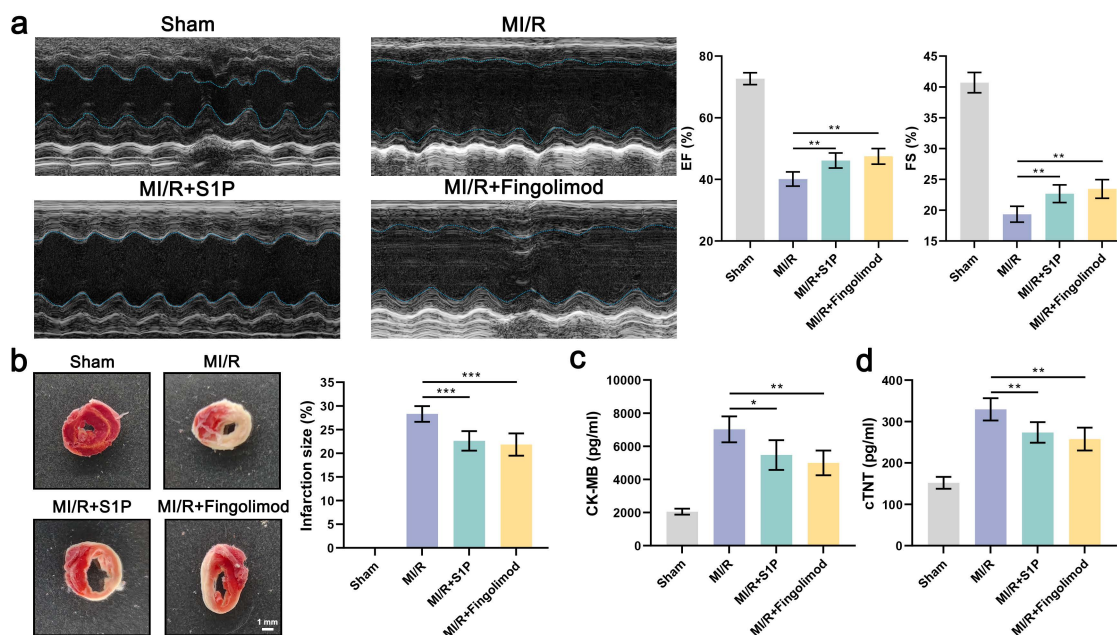 a
Sham
MI/R
MI/R+S1P
MI/R+Fingolimod
EF (%)
80
60
40
20
**
**
Sham
MI/R
MI/R+S1P
MI/R+Fingolimod
FS (%)
45
40
35
30
25
20
15
**
**
Sham
MI/R
MI/R+S1P
MI/R+Fingolimod
b
Sham
MI/R
MI/R+S1P
MI/R+Fingolimod
1 mm
Infarction size (%)
35
30
25
20
15
10
5
0
***
***
Sham
MI/R
MI/R+S1P
MI/R+Fingolimod
c
CK-MB (pg/ml)
10000
8000
6000
4000
2000
0
**
*
Sham
MI/R
MI/R+S1P
MI/R+Fingolimod
d
cTNT (pg/ml)
400
300
200
100
0
**
**
Sham
MI/R
MI/R+S1P
MI/R+Fingolimod